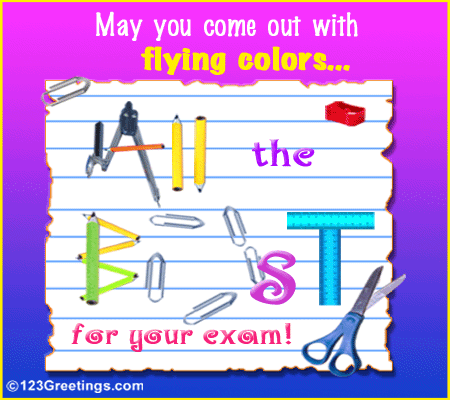 May you come out with
flying colors...
All the
BEST
for your exam!
©123Greetings.com